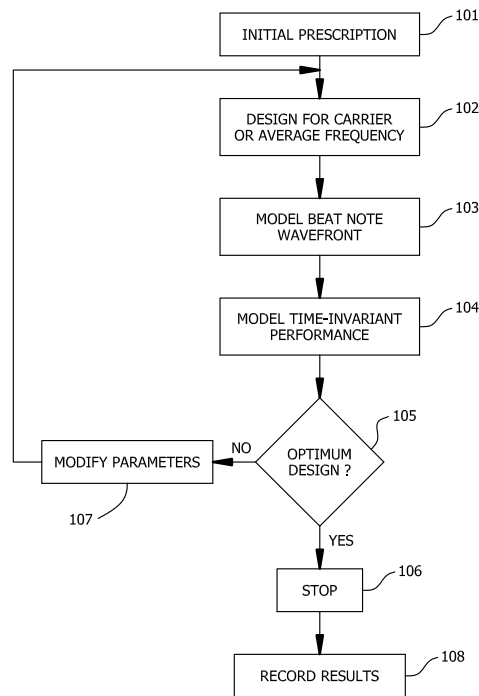 101
INITIAL PRESCRIPTION
102
DESIGN FOR CARRIER
OR AVERAGE FREQUENCY
103
MODEL BEAT NOTE
WAVEFRONT
104
MODEL TIME-INVARIANT
PERFORMANCE
105
OPTIMUM
DESIGN ?
NO
MODIFY PARAMETERS
107
YES
106
STOP
108
RECORD RESULTS